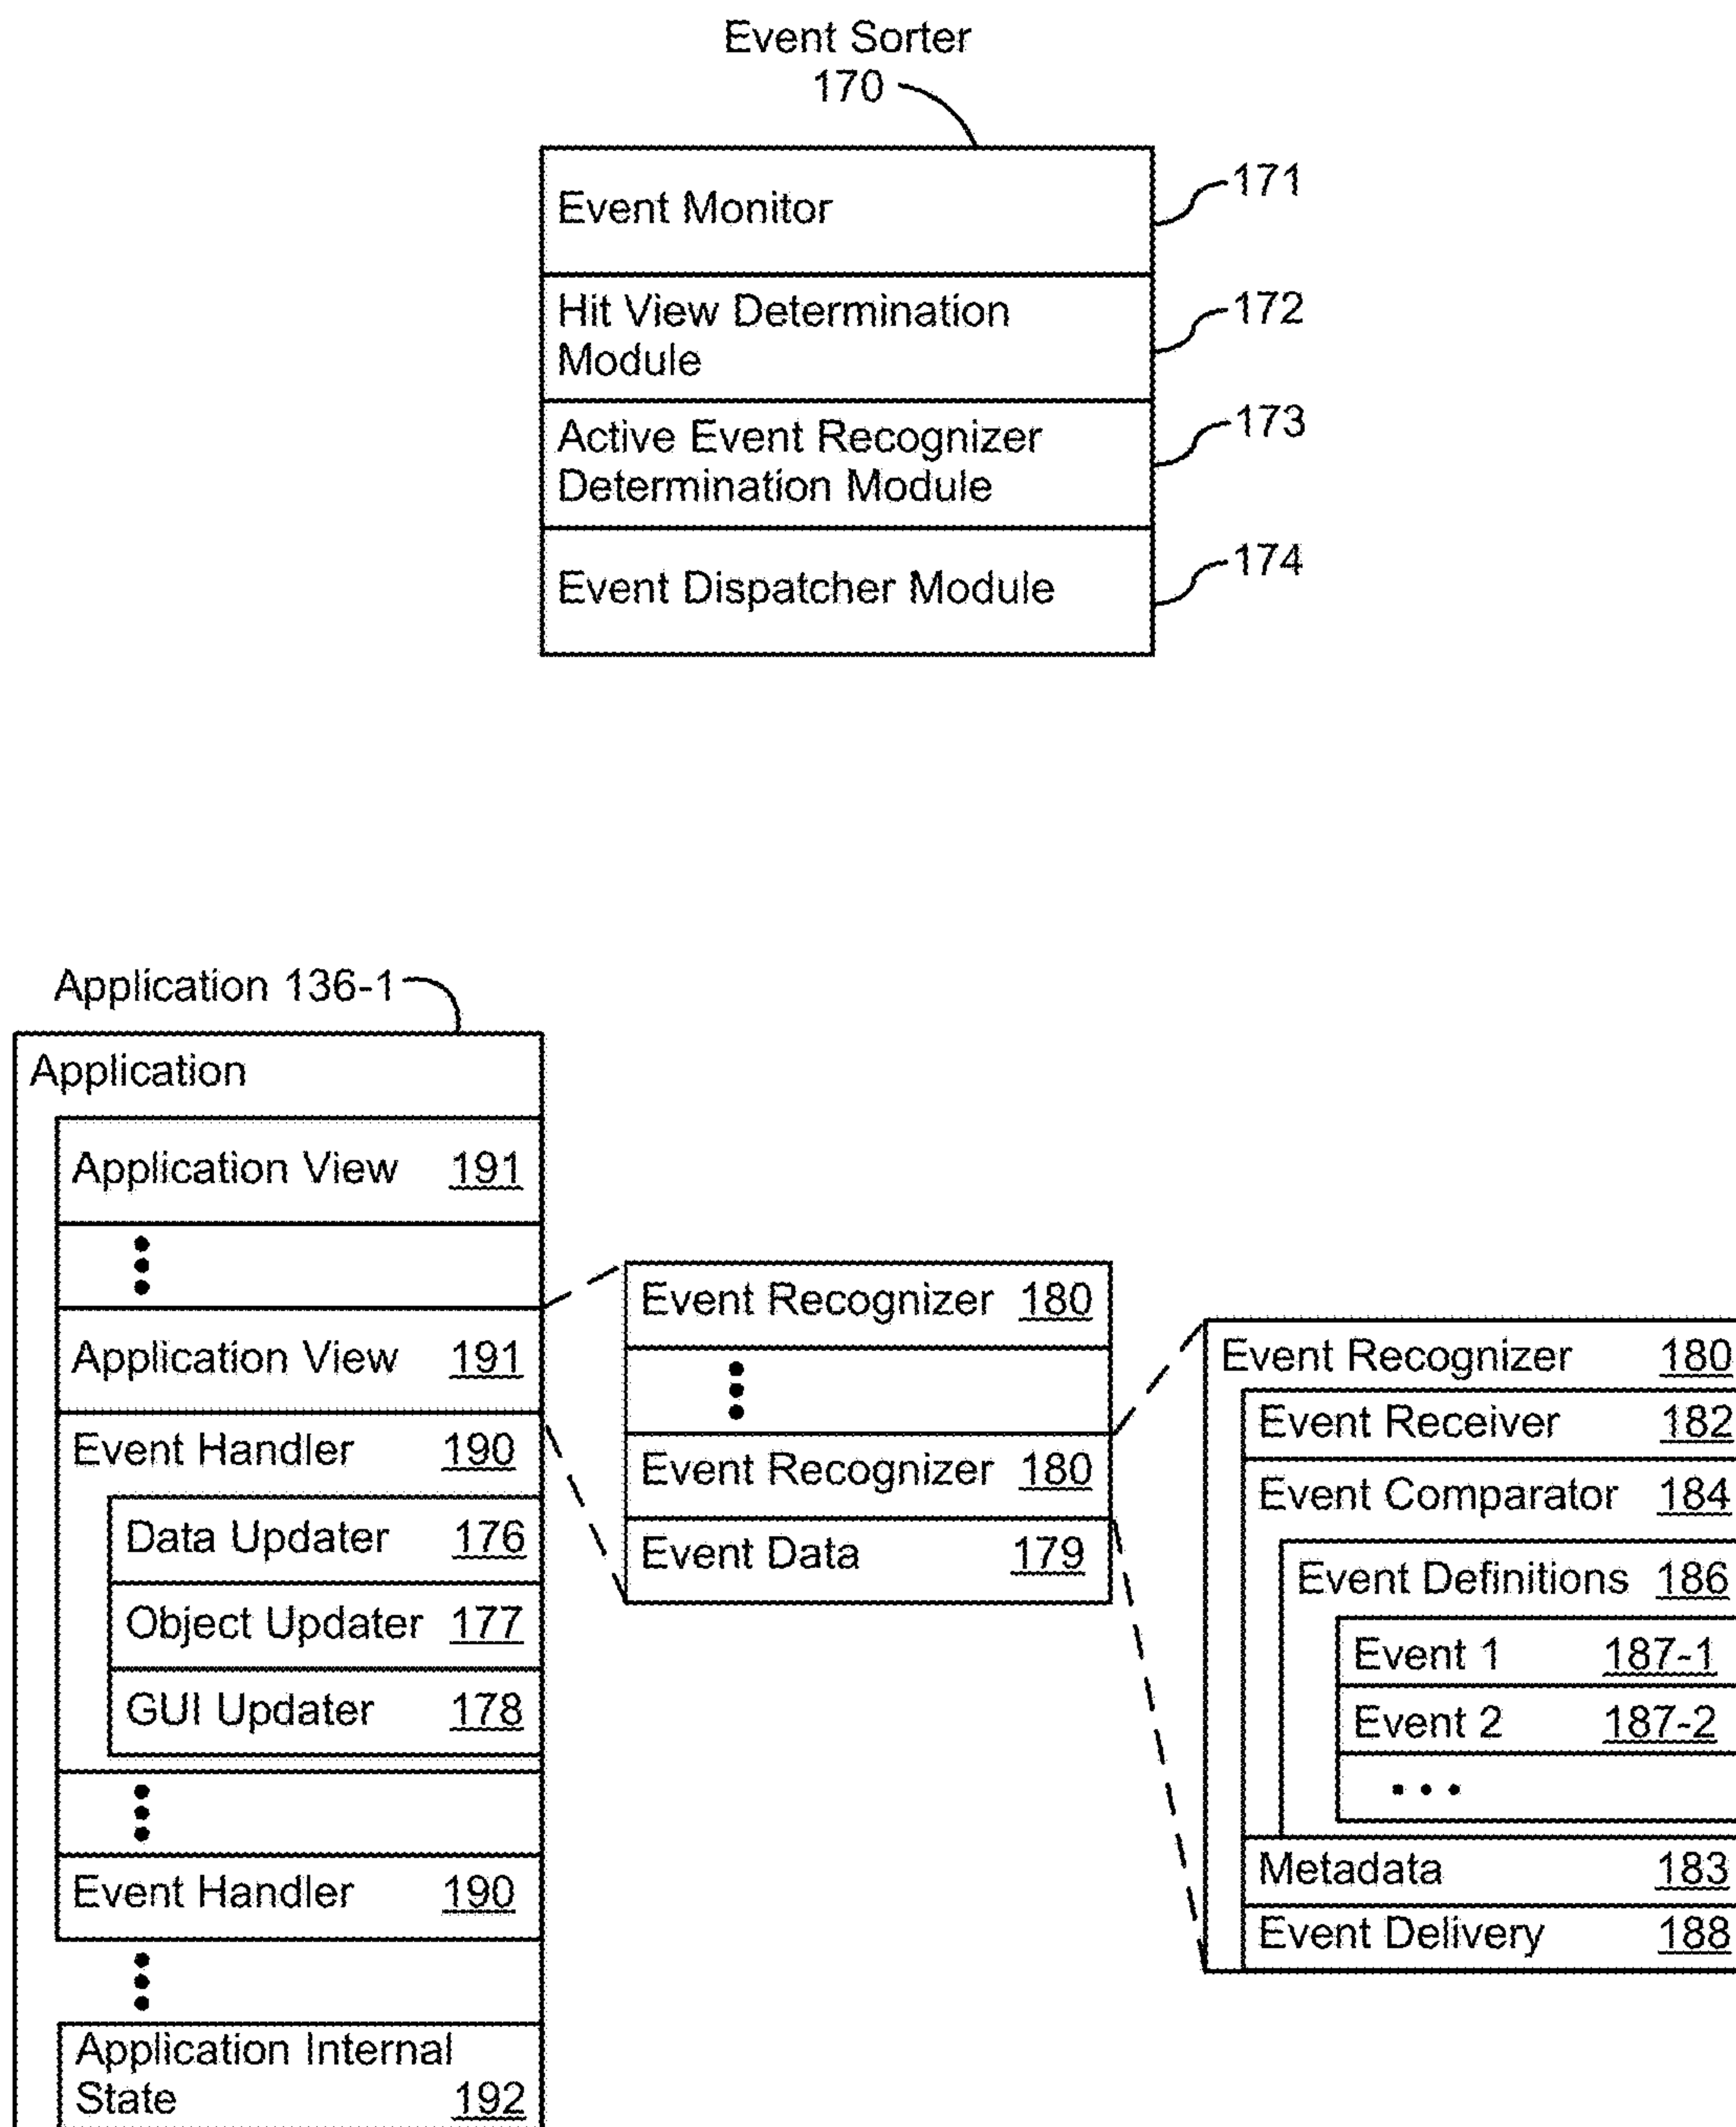 Event Sorter
170
Event Monitor
171
Hit View Determination
Module
172
Active Event Recognizer
Determination Module
173
Event Dispatcher Module
174
Application 136-1
Application
Application View 191
Application View 191
Event Handler 190
Data Updater 176
Object Updater 177
GUI Updater 178
Event Handler 190
Application Internal
State 192
Event Recognizer 180
Event Recognizer 180
Event Data 179
Event Recognizer 180
Event Receiver 182
Event Comparator 184
Event Definitions 186
Event 1 187-1
Event 2 187-2
• • •
Metadata 183
Event Delivery 188